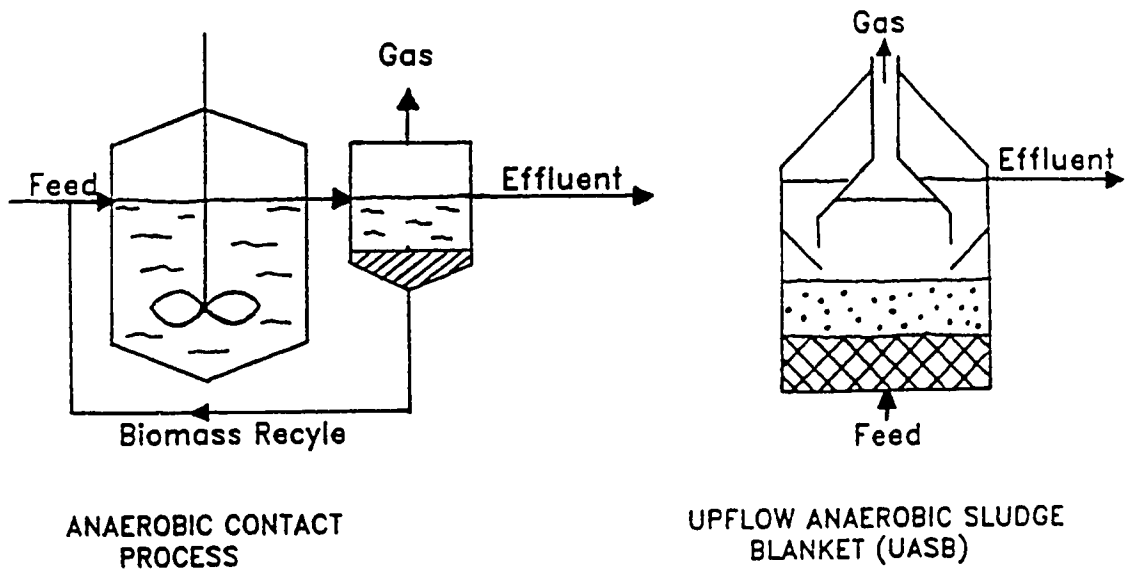 Gas
Feed
Effluent
Biomass Recyle
ANAEROBIC CONTACT
PROCESS
Gas
Effluent
Feed
UPFLOW ANAEROBIC SLUDGE
BLANKET (UASB)